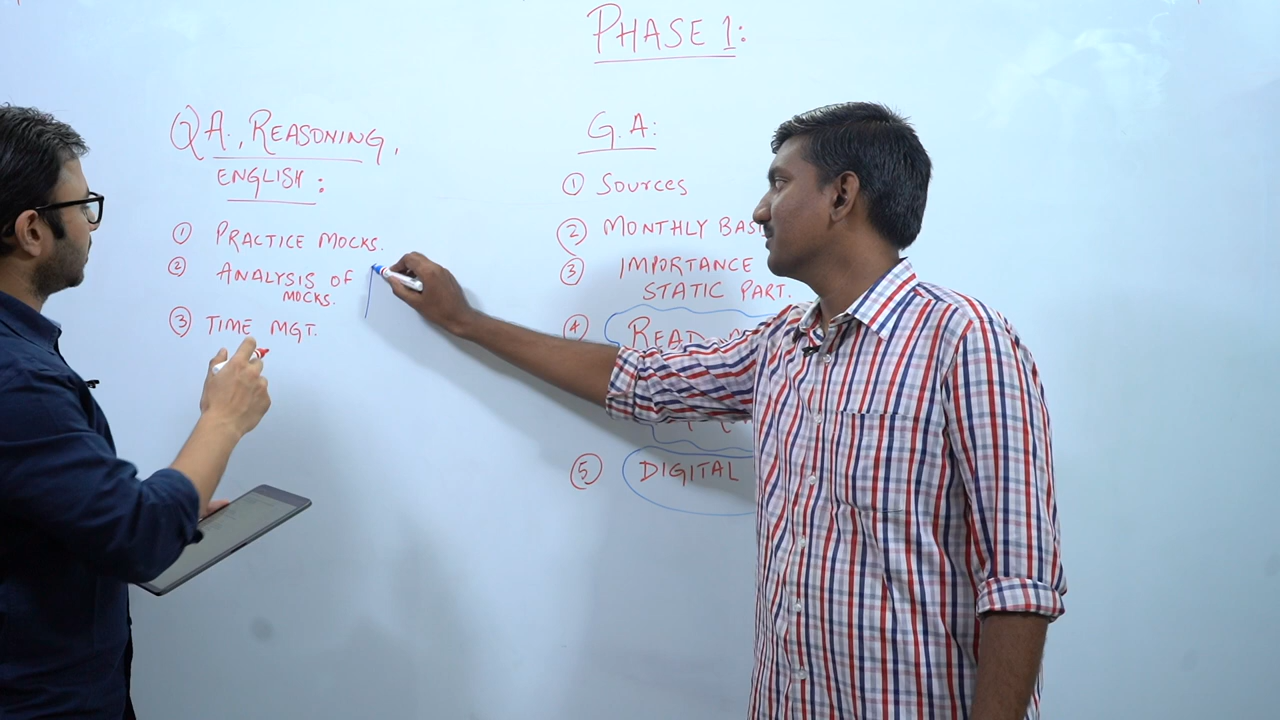 PHASE 1:
QA, REASONING,
ENGLISH:
① PRACTICE MOCKS.
② ANALYSIS OF
MOCKS.
③ TIME MGT.
G.A:
① Sources
② MONTHLY
③ IMPORTANCE
STATIC PART.
④
⑤ DIGITAL